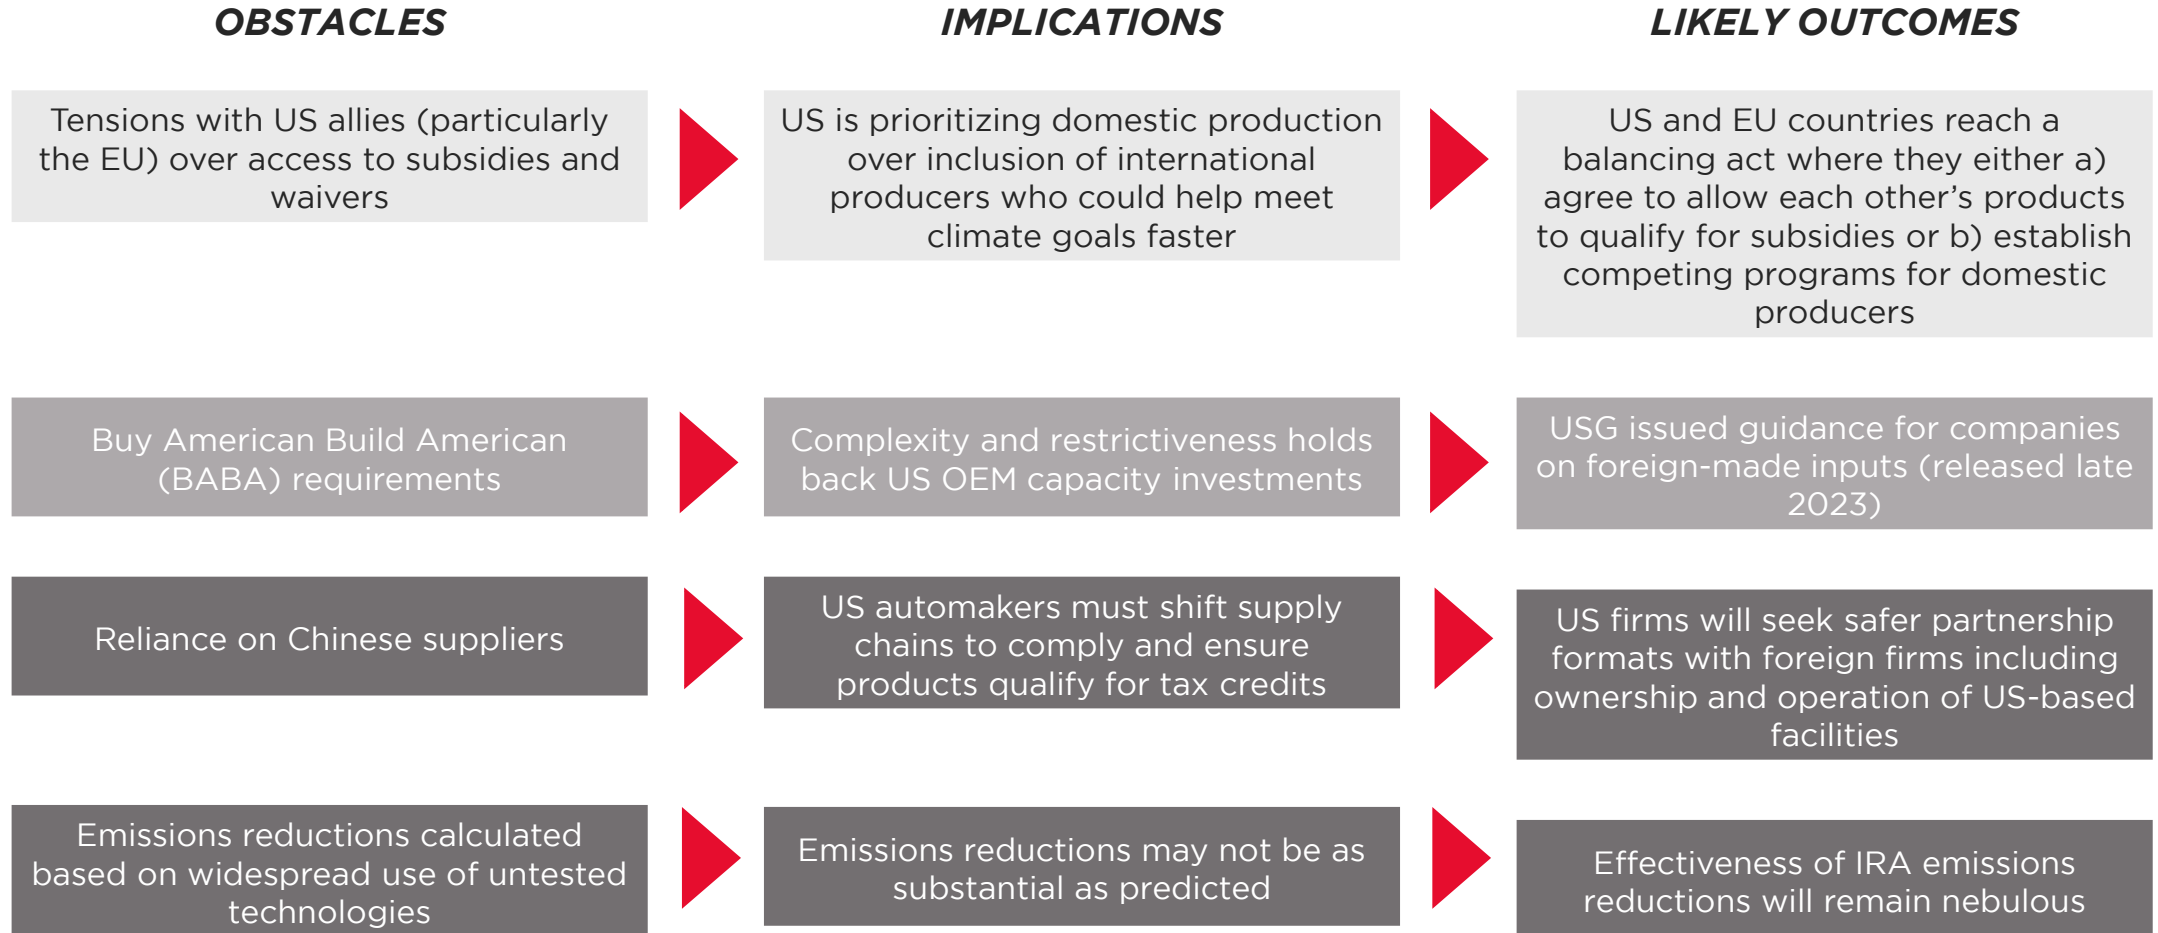 OBSTACLES
IMPLICATIONS
LIKELY OUTCOMES
Tensions with US allies (particularly
the EU) over access to subsidies and
waivers
US is prioritizing domestic production
over inclusion of international
producers who could help meet
climate goals faster
US and EU countries reach a
balancing act where they either a)
agree to allow each other’s products
to qualify for subsidies or b) establish
competing programs for domestic
producers
Buy American Build American
(BABA) requirements
Complexity and restrictiveness holds
back US OEM capacity investments
USG issued guidance for companies
on foreign-made inputs (released late
2023)
Reliance on Chinese suppliers
US automakers must shift supply
chains to comply and ensure
products qualify for tax credits
US firms will seek safer partnership
formats with foreign firms including
ownership and operation of US-based
facilities
Emissions reductions calculated
based on widespread use of untested
technologies
Emissions reductions may not be as
substantial as predicted
Effectiveness of IRA emissions
reductions will remain nebulous